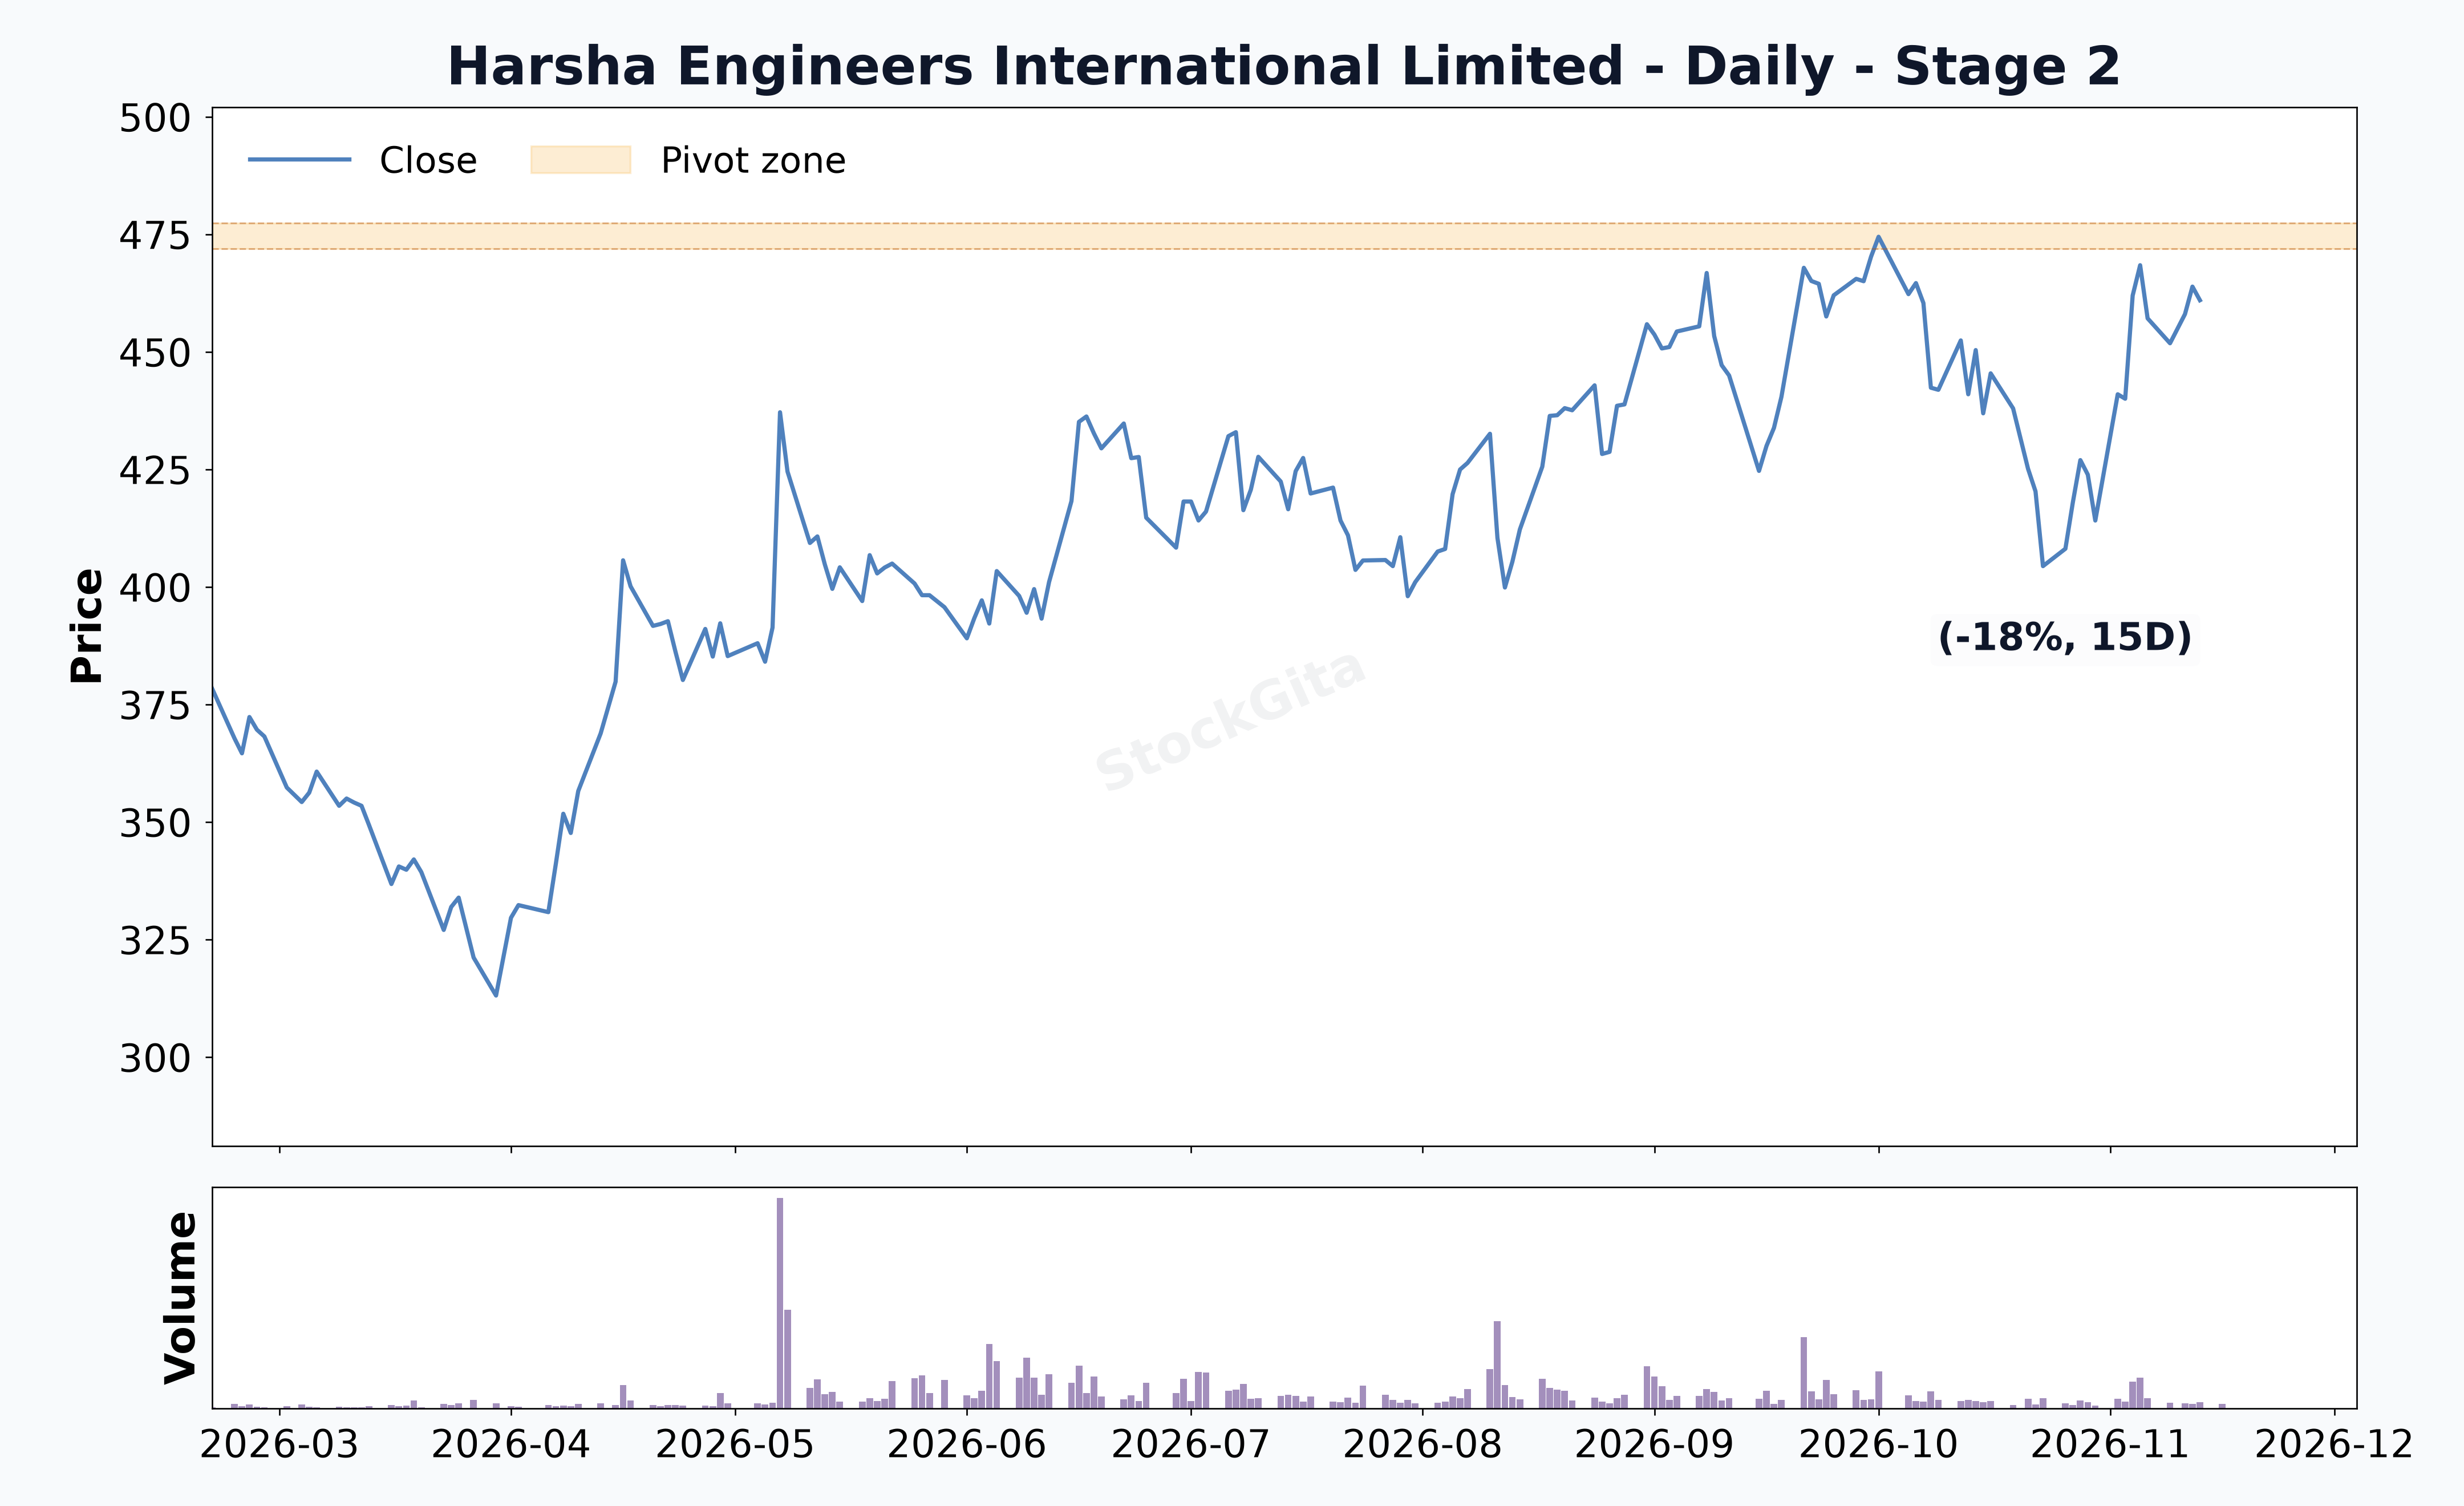 Harsha Engineers International Limited - Daily - Stage 2
500
475
450
425
400
375
350
325
300
Price
Close
Pivot zone
(-18%, 15D)
StockGita
Volume
2026-03 2026-04 2026-05 2026-06 2026-07 2026-08 2026-09 2026-10 2026-11 2026-12